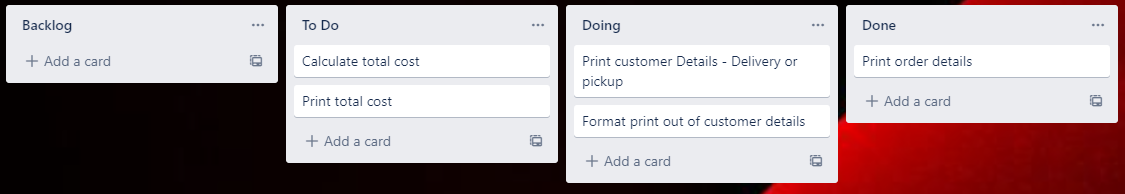 Backlog
Add a card
To Do
Calculate total cost
Print total cost
Add a card
Doing
Print customer Details - Delivery or
pickup
Format print out of customer details
Add a card
Done
Print order details
Add a card